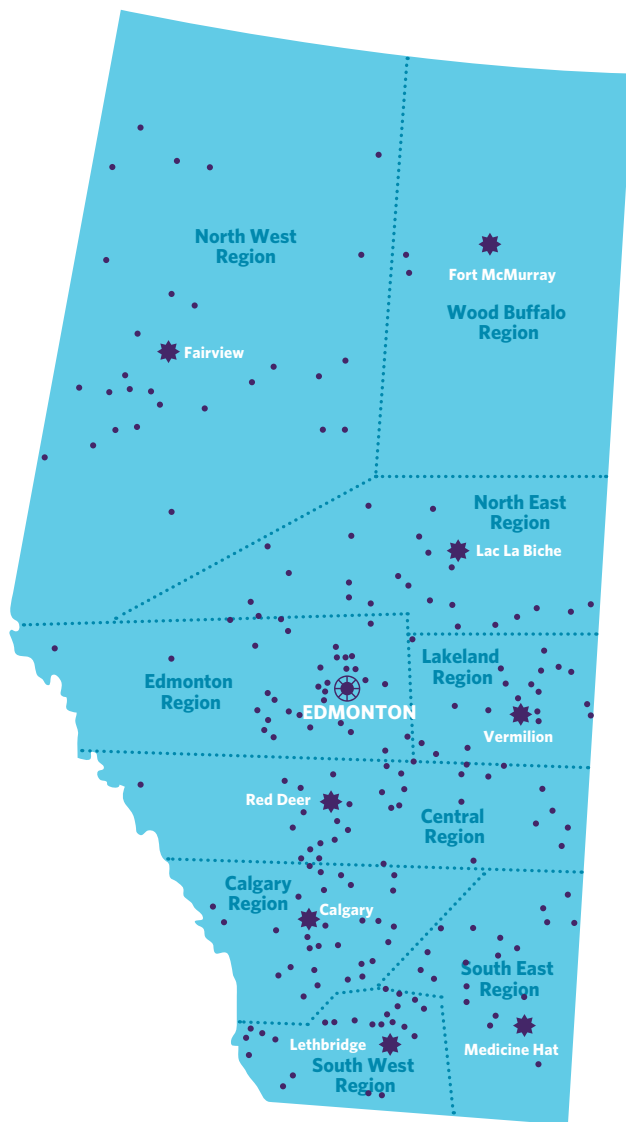 North West
Region
Fort McMurray
Wood Buffalo
Region
Fairview
North East
Region
Lac La Biche
Lakeland
Region
Edmonton
Region
EDMONTON
Vermilion
Red Deer
Central
Region
Calgary
Region
Calgary
South East
Region
Lethbridge
Medicine Hat
South West
Region